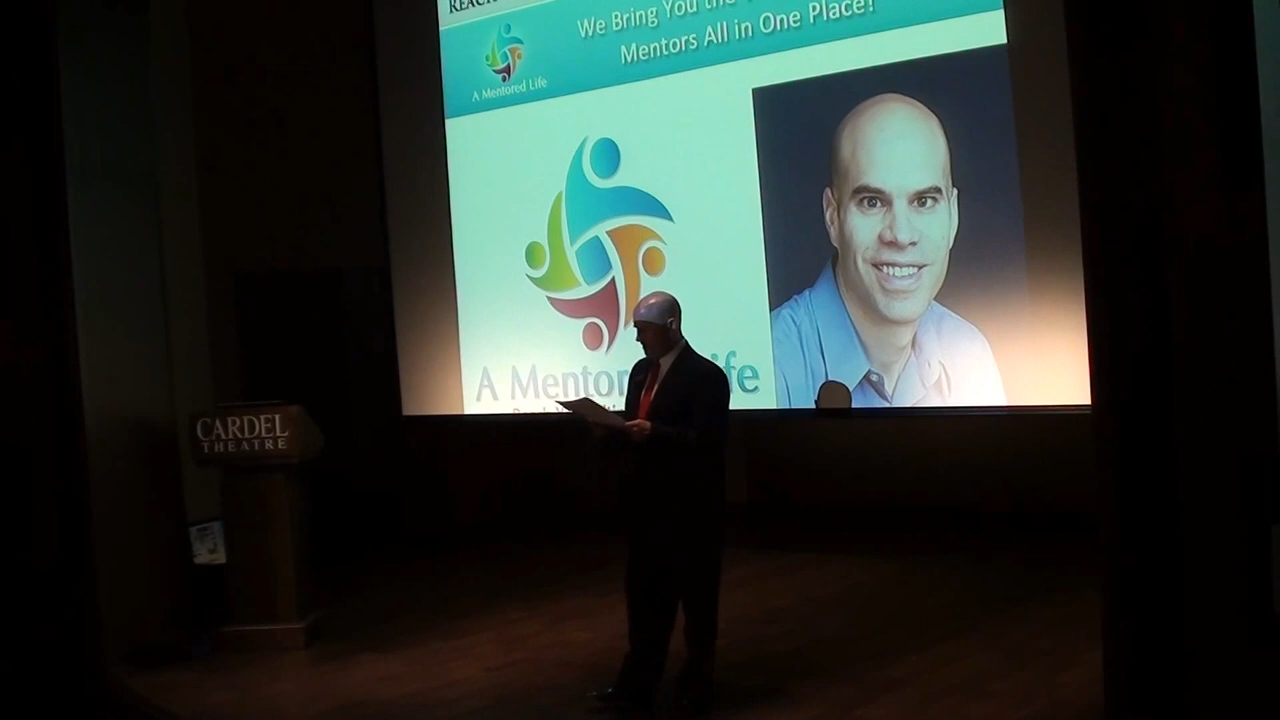 REACH
We Bring You the
Mentors All in One Place!
A Mentored Life
A Mentor ife
CARDEL
THEATRE